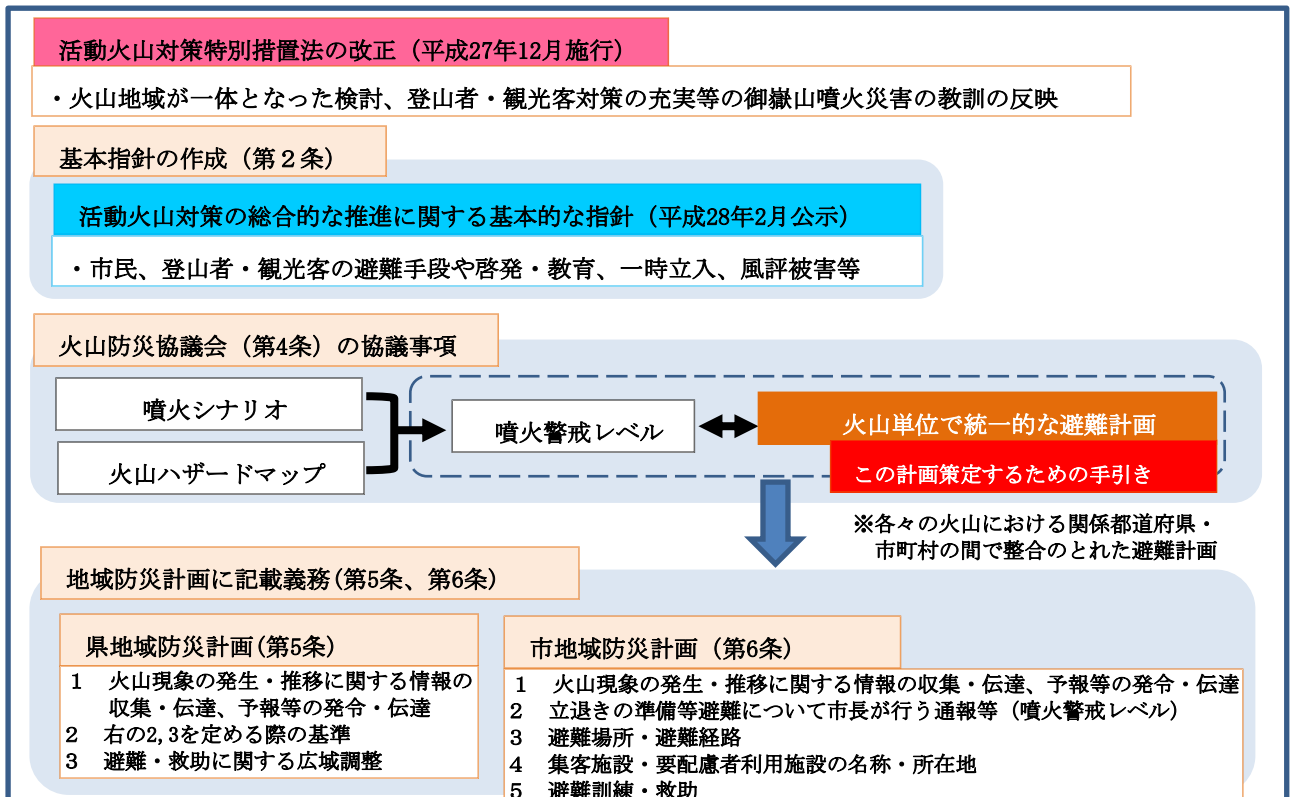 活動火山対策特別措置法の改正（平成27年12月施行）
・火山地域が一体となった検討、登山者・観光客対策の充実等の御嶽山噴火災害の教訓の反映
基本指針の作成（第２条）
活動火山対策の総合的な推進に関する基本的な指針（平成28年2月公示）
・市民、登山者・観光客の避難手段や啓発・教育、一時立入、風評被害等
火山防災協議会（第4条）の協議事項
噴火シナリオ
火山ハザードマップ
噴火警戒レベル
火山単位で統一的な避難計画
この計画策定するための手引き
※各々の火山における関係都道府県・
市町村の間で整合のとれた避難計画
地域防災計画に記載義務(第5条、第6条)
県地域防災計画(第5条)
1 火山現象の発生・推移に関する情報の
収集・伝達、予報等の発令・伝達
2 右の2,3を定める際の基準
3 避難・救助に関する広域調整
市地域防災計画（第6条）
1 火山現象の発生・推移に関する情報の収集・伝達、予報等の発令・伝達
2 立退きの準備等避難について市長が行う通報等（噴火警戒レベル）
3 避難場所・避難経路
4 集客施設・要配慮者利用施設の名称・所在地
5 避難訓練・救助